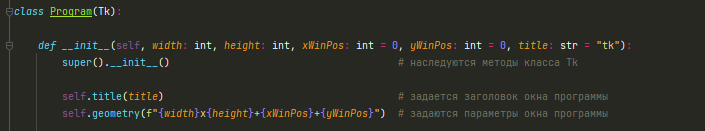 class Program(Tk):
def __init__(self, width: int, height: int, xWinPos: int = 0, yWinPos: int = 0, title: str = "tk"):
super().__init__() # наследуются методы класса Tk
self.title(title) # задается заголовок окна программы
self.geometry(f"{width}x{height}+{xWinPos}+{yWinPos}") # задаются параметры окна программы